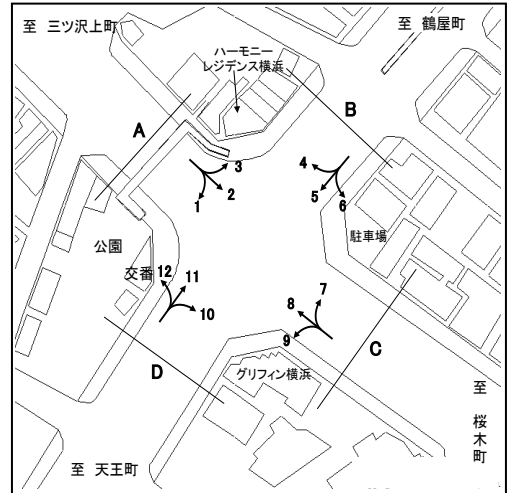 至 三ツ沢上町
至 鶴屋町
ハーモニー
レジデンス横浜
A
B
3
4
2
5
1
6
駐車場
公園
交番
12
11
7
10
8
9
C
D
グリフィン横浜
至
桜
木
町
至 天王町